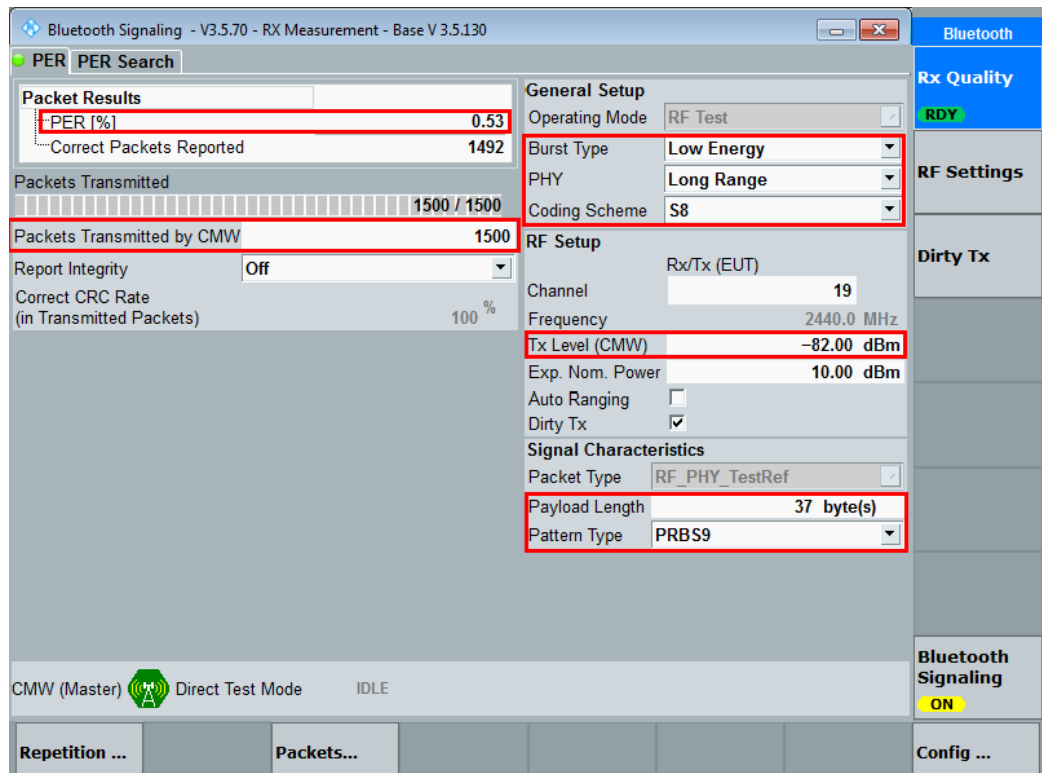 Bluetooth Signaling - V3.5.70 - RX Measurement - Base V 3.5.130
PER PER Search
Packet Results
PER [%] 0.53
Correct Packets Reported 1492
Packets Transmitted
1500 / 1500
Packets Transmitted by CMW 1500
Report Integrity Off
Correct CRC Rate
(in Transmitted Packets) 100 %
General Setup
Operating Mode RF Test
Burst Type Low Energy
PHY Long Range
Coding Scheme S8
RF Setup
Rx/Tx (EUT)
Channel 19
Frequency 2440.0 MHz
Tx Level (CMW) −82.00 dBm
Exp. Nom. Power 10.00 dBm
Auto Ranging
Dirty Tx
Signal Characteristics
Packet Type RF_PHY_TestRef
Payload Length 37 byte(s)
Pattern Type PRBS9
CMW (Master) Direct Test Mode IDLE
Bluetooth
Rx Quality
RDY
RF Settings
Dirty Tx
Bluetooth
Signaling
ON
Repetition ... Packets... Config ...